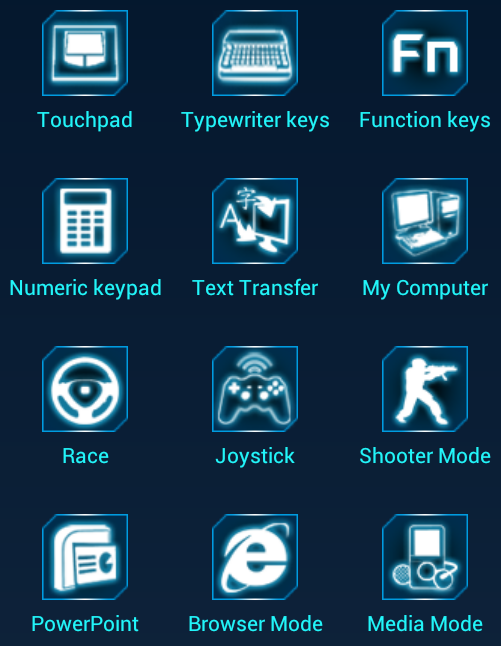 Fn
Touchpad Typewriter keys Function keys
字
A
Numeric keypad Text Transfer My Computer
Race Joystick Shooter Mode
PowerPoint Browser Mode Media Mode